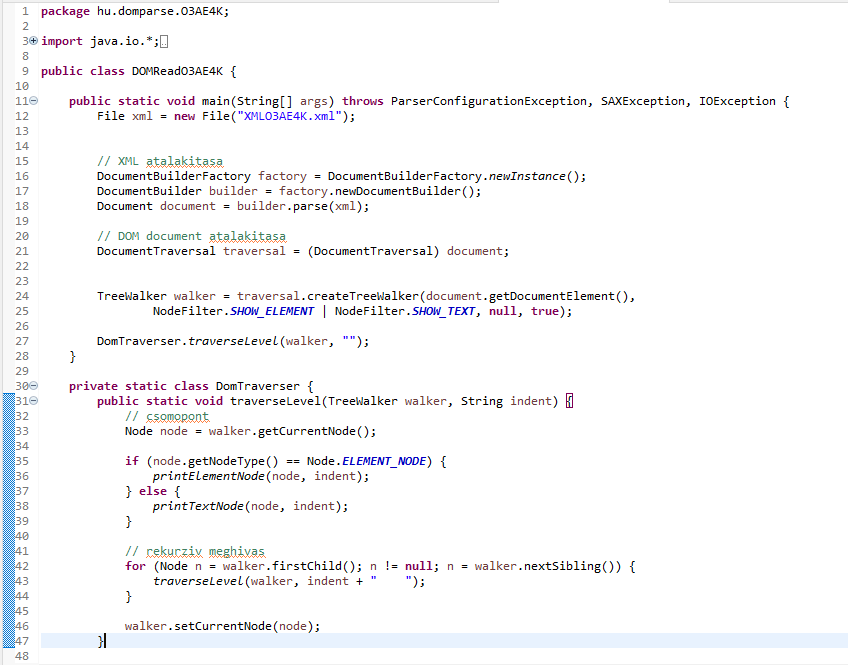 1 package hu.domparse.O3AE4K;
2
3 import java.io.*;
8
9 public class DOMReadO3AE4K {
10
11 public static void main(String[] args) throws ParserConfigurationException, SAXException, IOException {
12 File xml = new File("XMLO3AE4K.xml");
13
14
15 // XML atalakitasa
16 DocumentBuilderFactory factory = DocumentBuilderFactory.newInstance();
17 DocumentBuilder builder = factory.newDocumentBuilder();
18 Document document = builder.parse(xml);
19
20 // DOM document atalakitasa
21 DocumentTraversal traversal = (DocumentTraversal) document;
22
23
24 TreeWalker walker = traversal.createTreeWalker(document.getDocumentElement(),
25 NodeFilter.SHOW_ELEMENT | NodeFilter.SHOW_TEXT, null, true);
26
27 DomTraverser.traverseLevel(walker, "");
28 }
29
30 private static class DomTraverser {
31 public static void traverseLevel(TreeWalker walker, String indent) {
32 // csomopont
33 Node node = walker.getCurrentNode();
34
35 if (node.getNodeType() == Node.ELEMENT_NODE) {
36 printElementNode(node, indent);
37 } else {
38 printTextNode(node, indent);
39 }
40
41 // rekurziv meghivas
42 for (Node n = walker.firstChild(); n != null; n = walker.nextSibling()) {
43 traverseLevel(walker, indent + "    ");
44 }
45
46 walker.setCurrentNode(node);
47 }
48